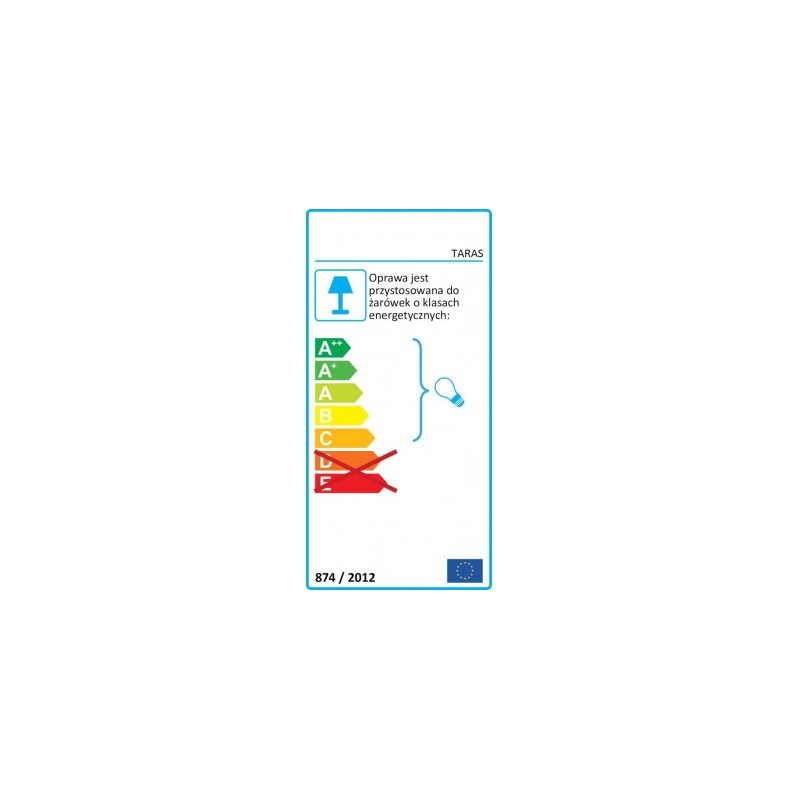 TARAS
Oprawa jest
przystosowana do
żarówek o klasach
energetycznych:
A++
A+
A
B
C
D
E
874 / 2012